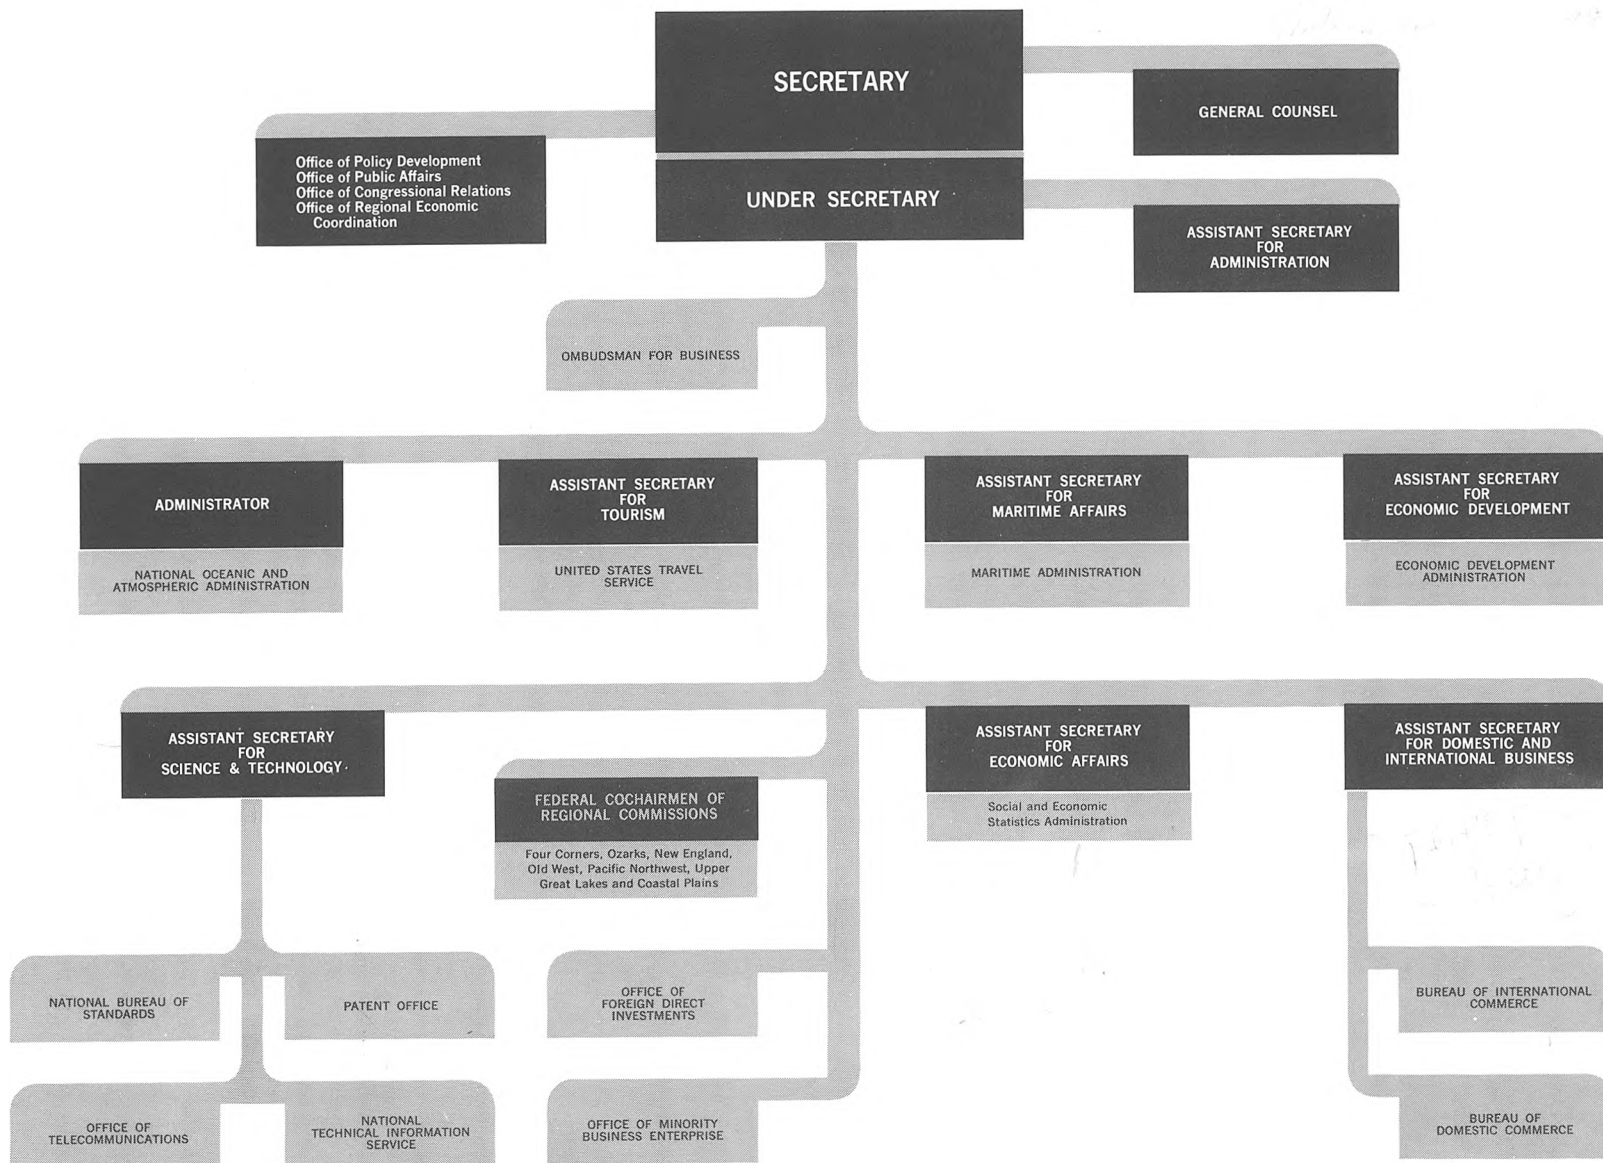 SECRETARY
GENERAL COUNSEL
Office of Policy Development
Office of Public Affairs
Office of Congressional Relations
Office of Regional Economic
Coordination
UNDER SECRETARY
ASSISTANT SECRETARY
FOR
ADMINISTRATION
OMBUDSMAN FOR BUSINESS
ADMINISTRATOR
NATIONAL OCEANIC AND
ATMOSPHERIC ADMINISTRATION
ASSISTANT SECRETARY
FOR
TOURISM
UNITED STATES TRAVEL
SERVICE
ASSISTANT SECRETARY
FOR
MARITIME AFFAIRS
MARITIME ADMINISTRATION
ASSISTANT SECRETARY
FOR
ECONOMIC DEVELOPMENT
ECONOMIC DEVELOPMENT
ADMINISTRATION
ASSISTANT SECRETARY
FOR
SCIENCE & TECHNOLOGY
FEDERAL COCHAIRMEN OF
REGIONAL COMMISSIONS
Four Corners, Ozarks, New England,
Old West, Pacific Northwest, Upper
Great Lakes and Coastal Plains
ASSISTANT SECRETARY
FOR
ECONOMIC AFFAIRS
Social and Economic
Statistics Administration
ASSISTANT SECRETARY
FOR DOMESTIC AND
INTERNATIONAL BUSINESS
NATIONAL BUREAU OF
STANDARDS
PATENT OFFICE
OFFICE OF
FOREIGN DIRECT
INVESTMENTS
BUREAU OF INTERNATIONAL
COMMERCE
OFFICE OF
TELECOMMUNICATIONS
NATIONAL
TECHNICAL INFORMATION
SERVICE
OFFICE OF MINORITY
BUSINESS ENTERPRISE
BUREAU OF
DOMESTIC COMMERCE